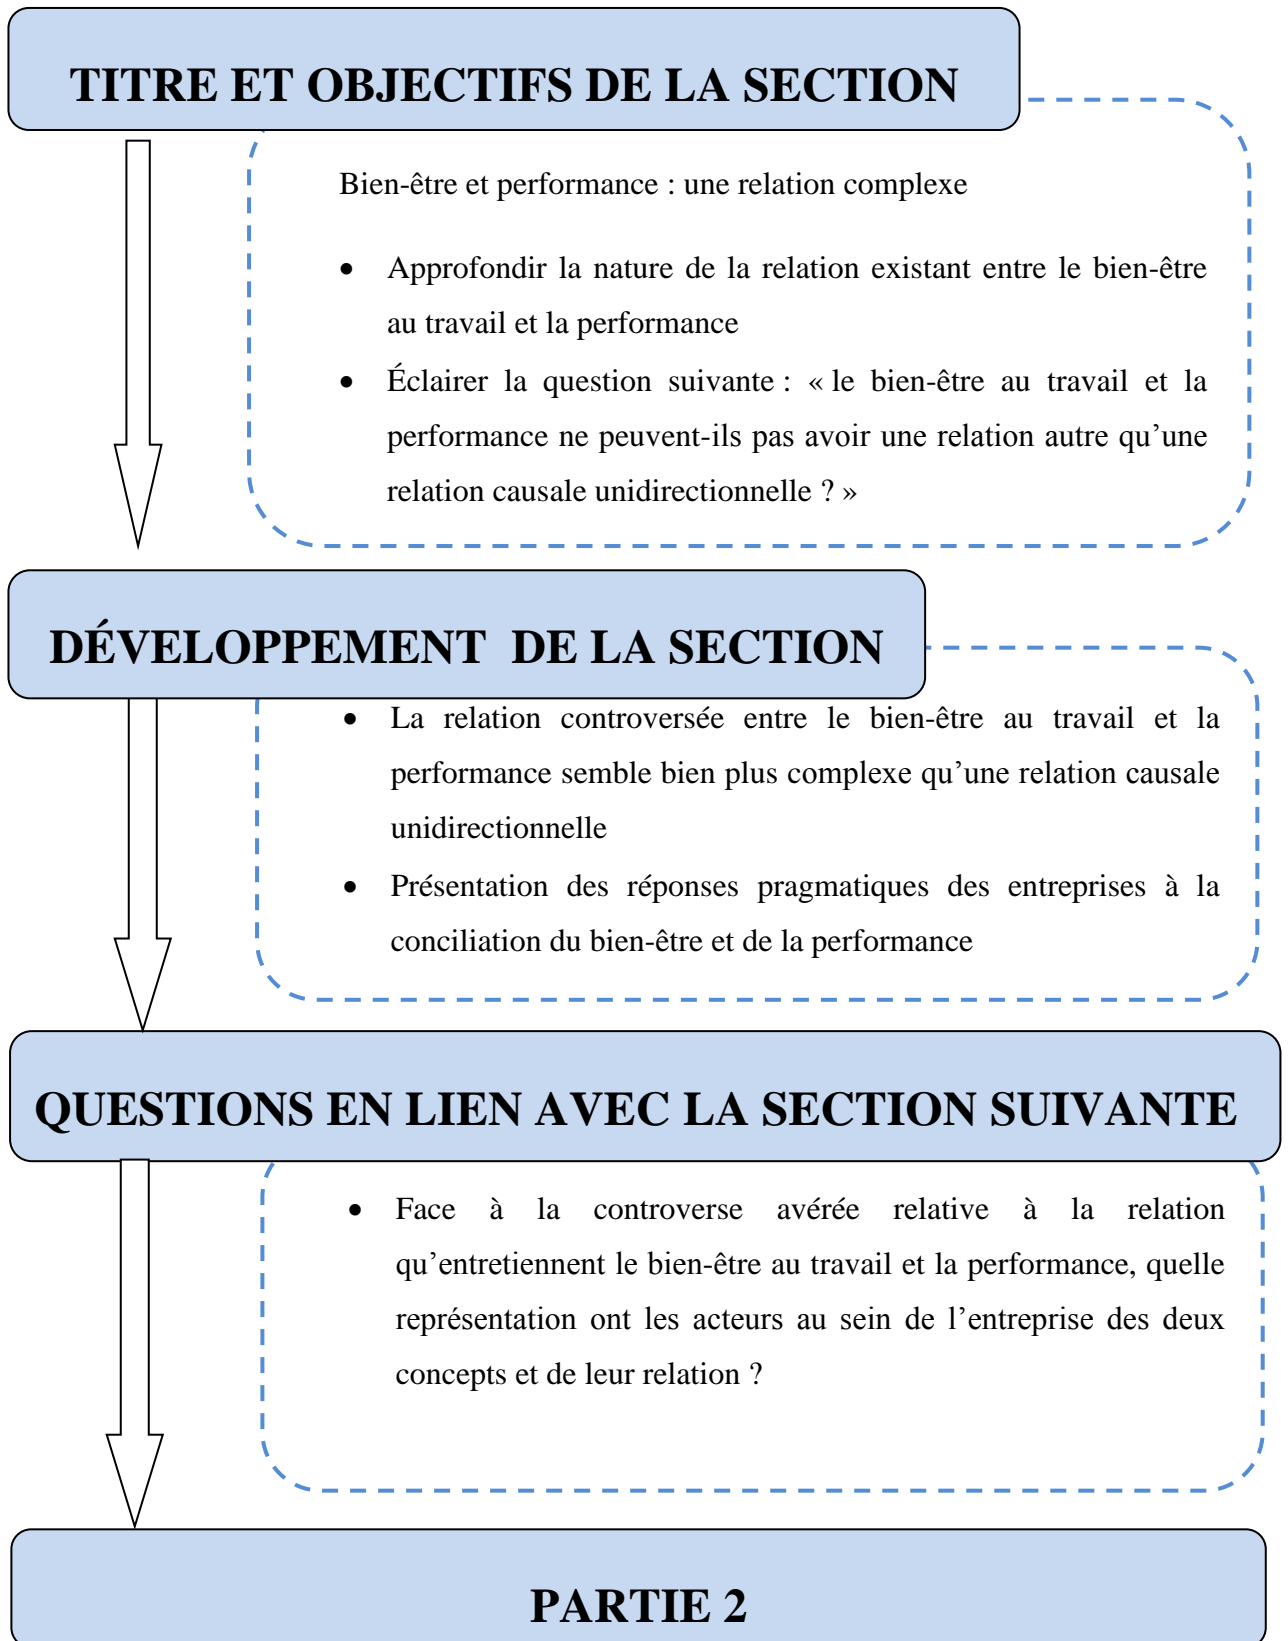 TITRE ET OBJECTIFS DE LA SECTION
Bien-être et performance : une relation complexe
• Approfondir la nature de la relation existant entre le bien-être
au travail et la performance
• Éclairer la question suivante : « le bien-être au travail et la
performance ne peuvent-ils pas avoir une relation autre qu’une
relation causale unidirectionnelle ? »
DÉVELOPPEMENT DE LA SECTION
• La relation controversée entre le bien-être au travail et la
performance semble bien plus complexe qu’une relation causale
unidirectionnelle
• Présentation des réponses pragmatiques des entreprises à la
conciliation du bien-être et de la performance
QUESTIONS EN LIEN AVEC LA SECTION SUIVANTE
• Face à la controverse avérée relative à la relation
qu’entretiennent le bien-être au travail et la performance, quelle
représentation ont les acteurs au sein de l’entreprise des deux
concepts et de leur relation ?
PARTIE 2